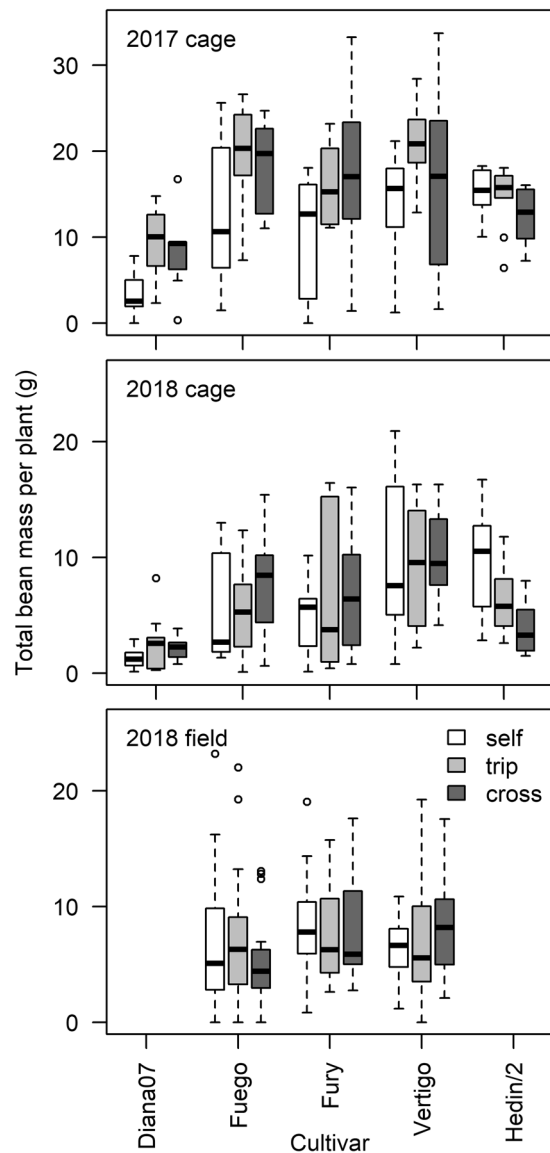 Total bean mass per plant (g)
2017 cage
30
20
10
0
2018 cage
20
10
0
2018 field
self
trip
cross
20
10
0
Diana07
Fuego
Fury
Vertigo
Hedin/2
Cultivar